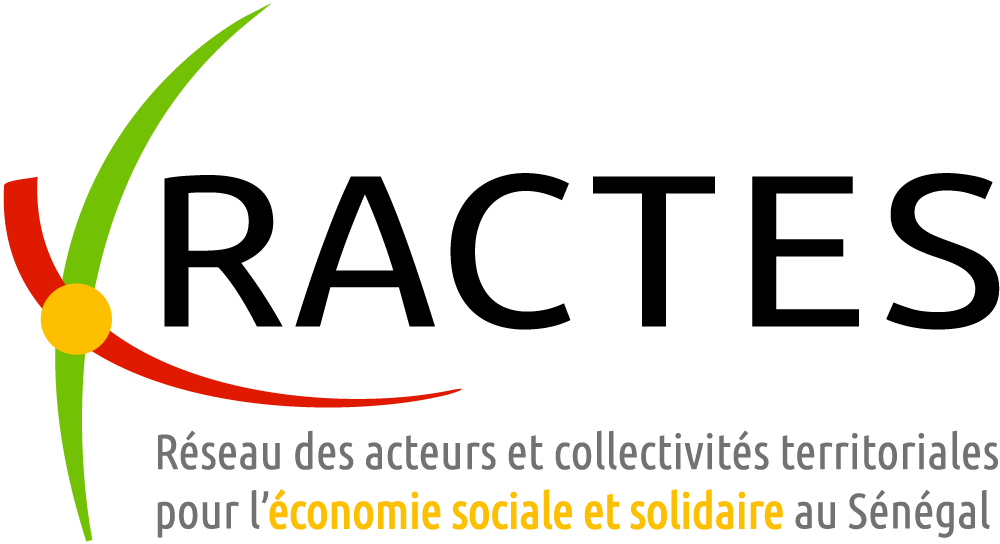 RACTES
Réseau des acteurs et collectivités territoriales
pour l’économie sociale et solidaire au Sénégal